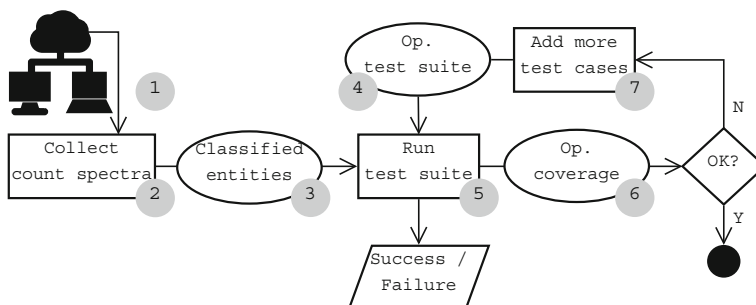 Op.
test suite
4
Add more
test cases
7
1
N
Collect
count spectra
2
Classified
entities
3
Run
test suite
5
Op.
coverage
6
OK?
Y
Success /
Failure